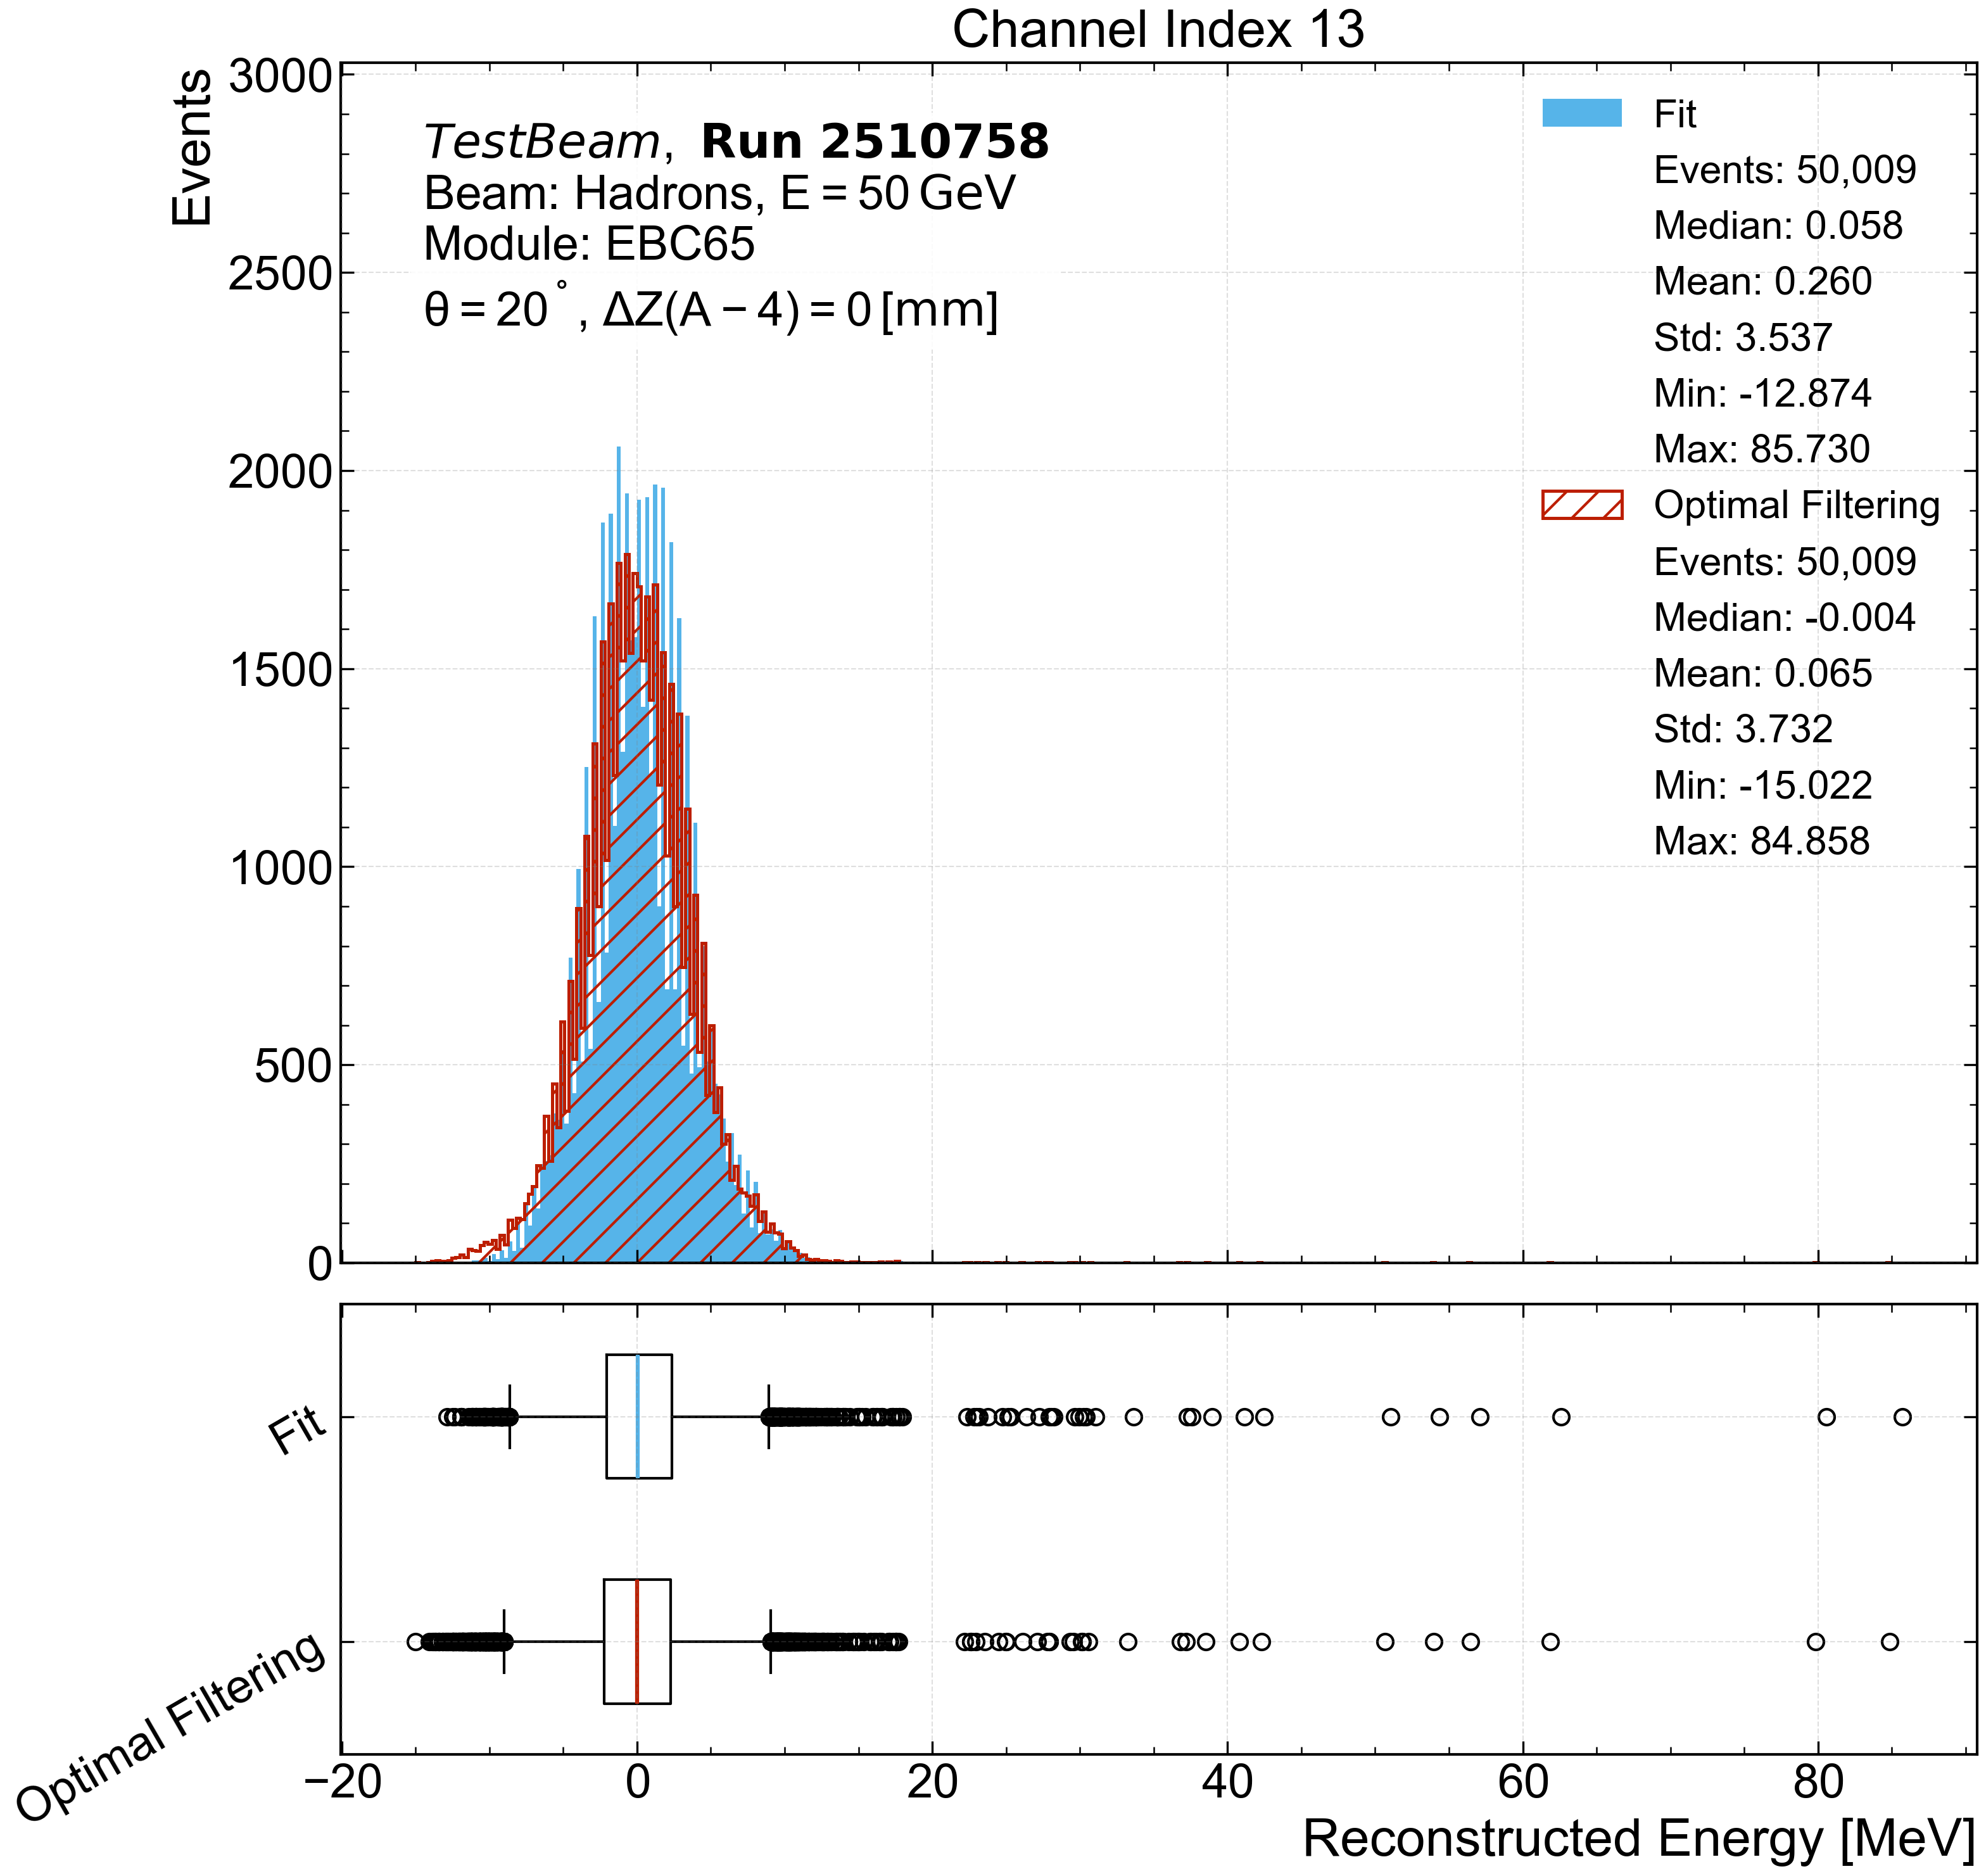 Channel Index 13
Events
3000
2500
2000
1500
1000
500
0
TestBeam, Run 2510758
Beam: Hadrons, E = 50 GeV
Module: EBC65
θ = 20°, ΔZ(A − 4) = 0 [mm]
Fit
Events: 50,009
Median: 0.058
Mean: 0.260
Std: 3.537
Min: -12.874
Max: 85.730
Optimal Filtering
Events: 50,009
Median: -0.004
Mean: 0.065
Std: 3.732
Min: -15.022
Max: 84.858
Fit
Optimal Filtering
−20 0 20 40 60 80
Reconstructed Energy [MeV]